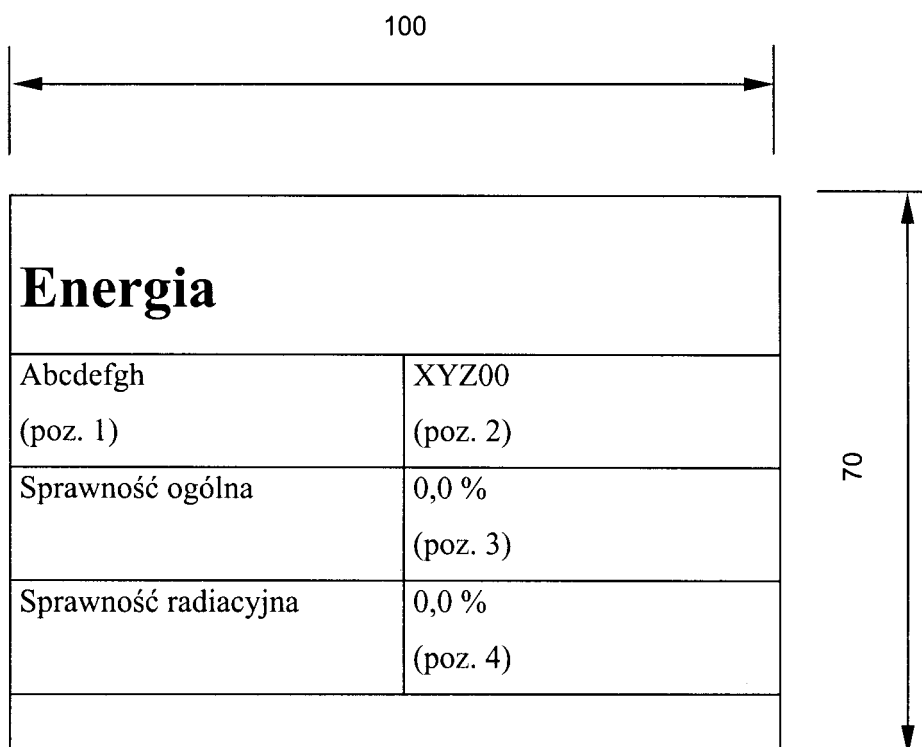 100
Energia
Abcdefgh XYZ00
(poz. 1) (poz. 2)
Sprawność ogólna 0,0 %
(poz. 3)
Sprawność radiacyjna 0,0 %
(poz. 4)
70